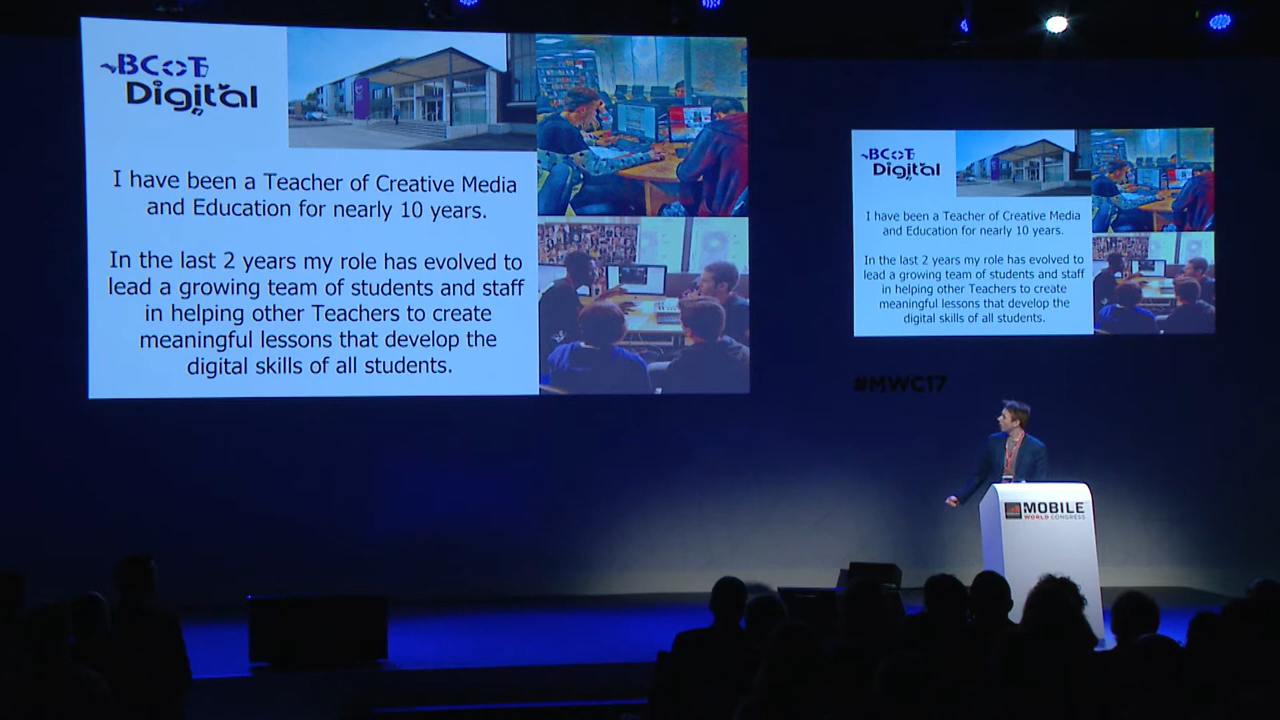 BCoT
Digital
I have been a Teacher of Creative Media
and Education for nearly 10 years.
In the last 2 years my role has evolved to
lead a growing team of students and staff
in helping other Teachers to create
meaningful lessons that develop the
digital skills of all students.
BCoT
Digital
I have been a Teacher of Creative Media
and Education for nearly 10 years.
In the last 2 years my role has evolved to
lead a growing team of students and staff
in helping other Teachers to create
meaningful lessons that develop the
digital skills of all students.
#MWC17
MOBILE
WORLD CONGRESS